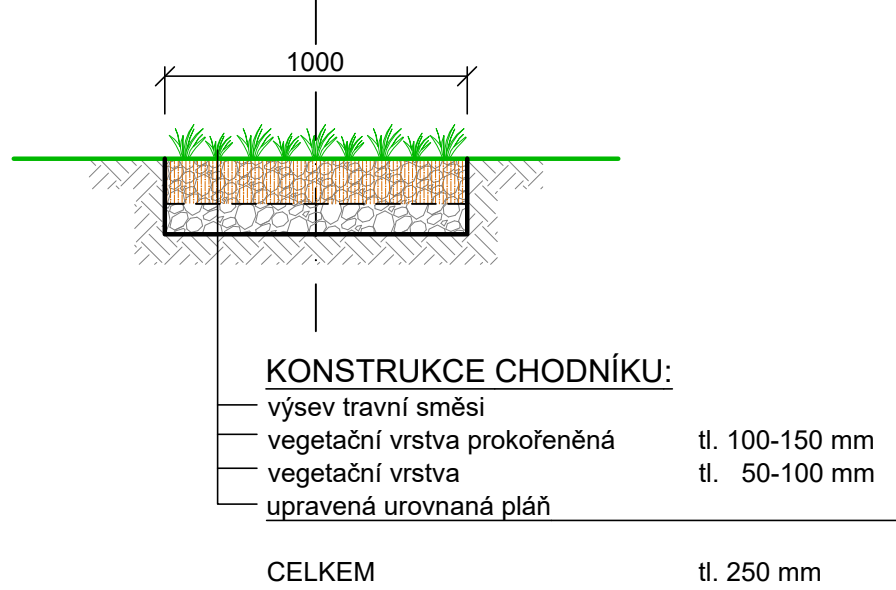 1000
KONSTRUKCE CHODNÍKU:
výsev travní směsi
vegetační vrstva prokořeněná tl. 100-150 mm
vegetační vrstva tl. 50-100 mm
upravená urovnaná pláň
CELKEM tl. 250 mm